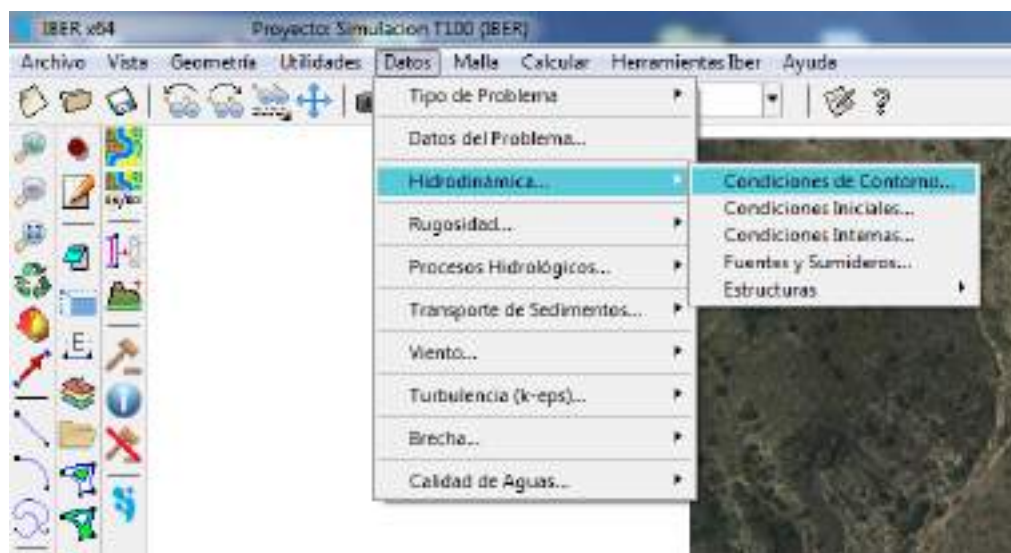 IBER x64 Proyecto: Simulacion T100 (IBER)
Archivo Vista Geometría Utilidades Datos Malla Calcular Herramientas Iber Ayuda
Tipo de Problema
Datos del Problema...
Hidrodinámica...
Condiciones de Contorno...
Condiciones Iniciales...
Condiciones Internas...
Fuentes y Sumideros...
Estructuras
Rugosidad...
Procesos Hidrológicos...
Transporte de Sedimentos...
Viento...
Turbulencia (k-eps)...
Brecha...
Calidad de Aguas...
E